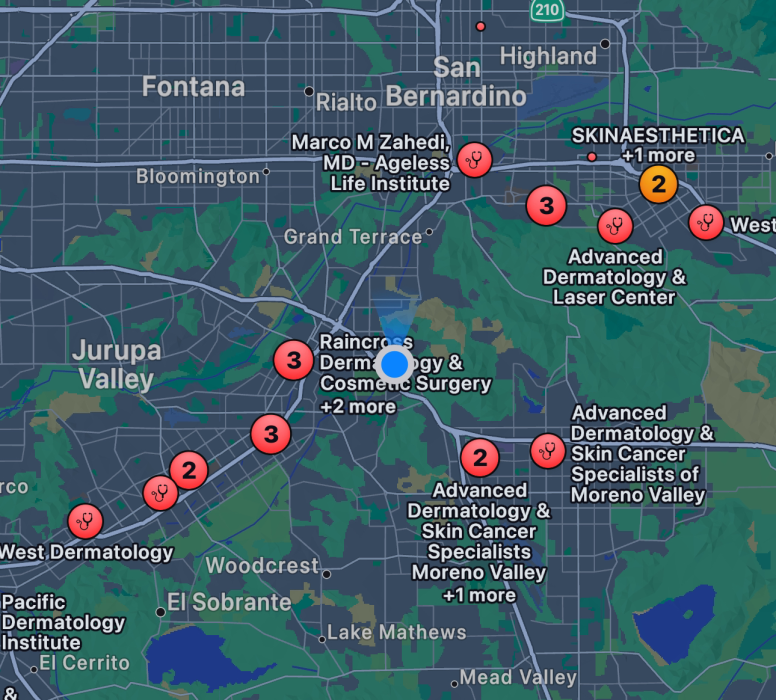 210
Highland
San
Bernardino
Fontana
Rialto
SKINAESTHETICA
+1 more
2
Marco M Zahedi,
MD - Ageless
Life Institute
Bloomington
3
West
Grand Terrace
Advanced
Dermatology &
Laser Center
Jurupa
Valley
3
Raincross
Dermatology &
Cosmetic Surgery
+2 more
3
Advanced
Dermatology &
Skin Cancer
Specialists of
Moreno Valley
2
2
Advanced
Dermatology &
Skin Cancer
Specialists
Moreno Valley
+1 more
rco
West Dermatology
Woodcrest
Pacific
Dermatology
Institute
El Sobrante
Lake Mathews
El Cerrito
Mead Valley
&